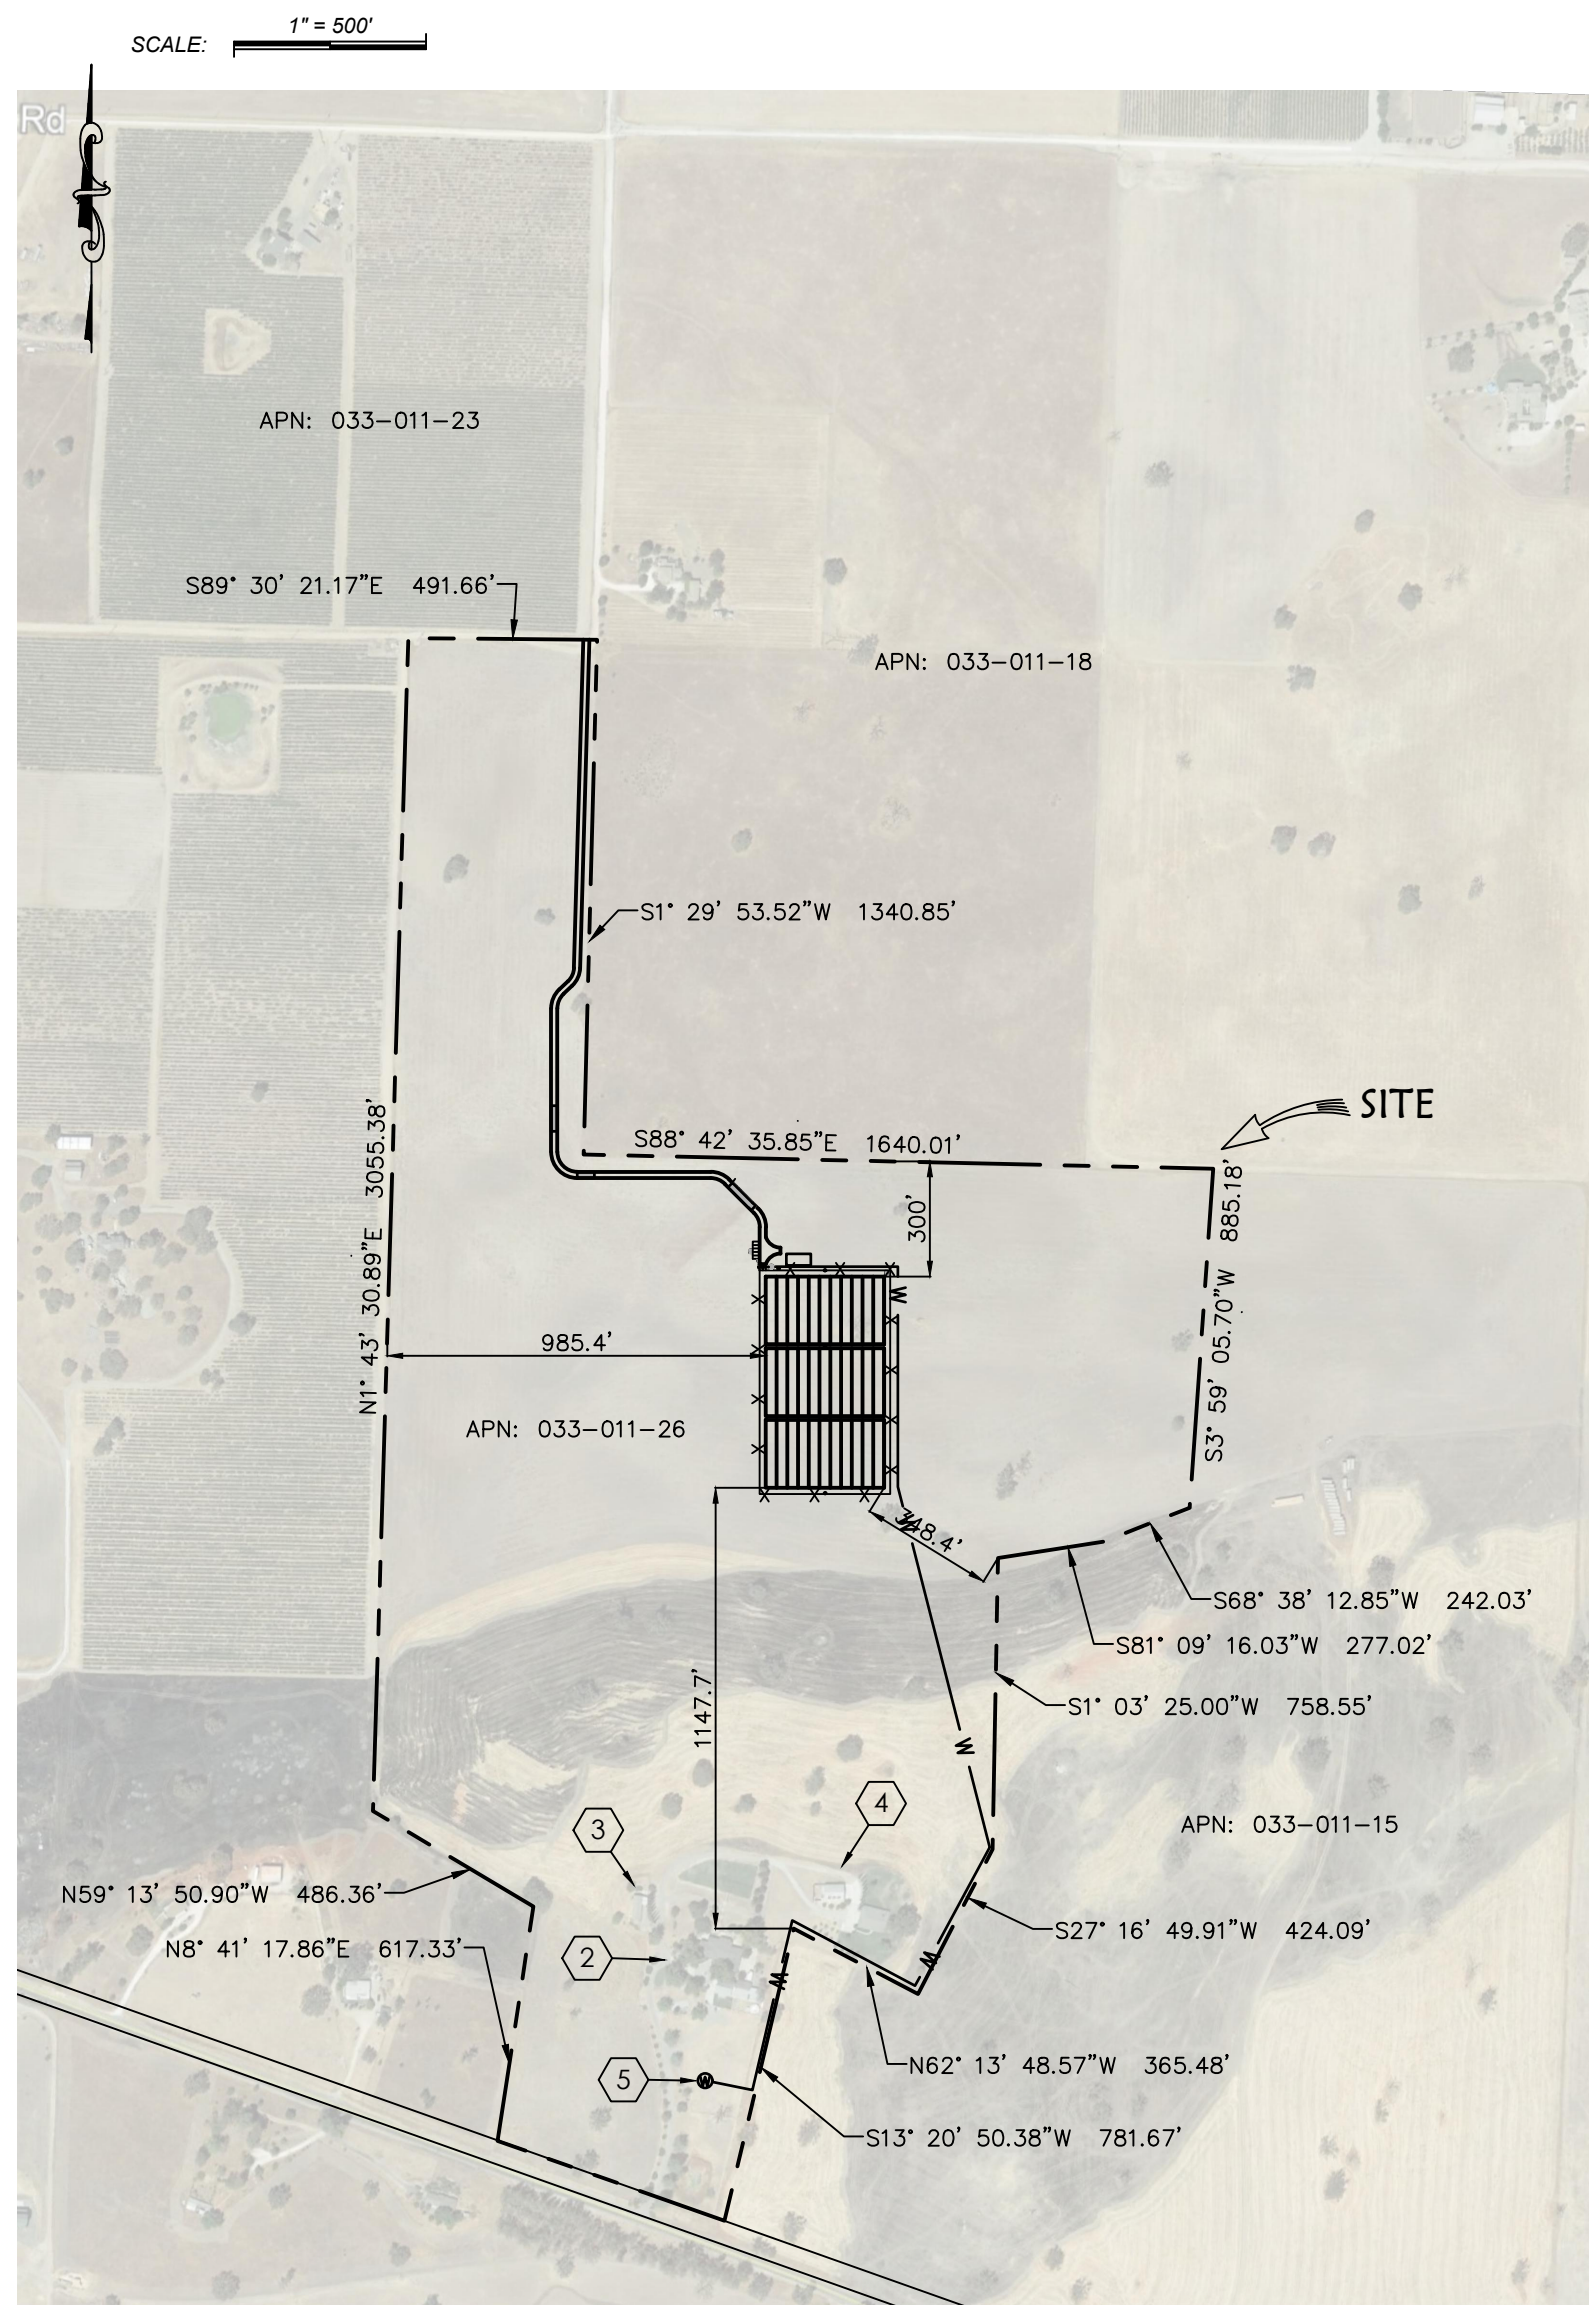 1" = 500'
SCALE:
Rd
APN: 033-011-23
S89° 30' 21.17"E 491.66'
APN: 033-011-18
S1° 29' 53.52"W 1340.85'
SITE
S88° 42' 35.85"E 1640.01'
300'
S3° 59' 05.70"W 885.18'
N1° 43' 30.89"E 3055.38'
W
985.4'
APN: 033-011-26
W
348.4'
S68° 38' 12.85"W 242.03'
S81° 09' 16.03"W 277.02'
1147.7'
S1° 03' 25.00"W 758.55'
W
4
3
APN: 033-011-15
N59° 13' 50.90"W 486.36'
S27° 16' 49.91"W 424.09'
N8° 41' 17.86"E 617.33'
2
W
W
N62° 13' 48.57"W 365.48'
5
W
S13° 20' 50.38"W 781.67'